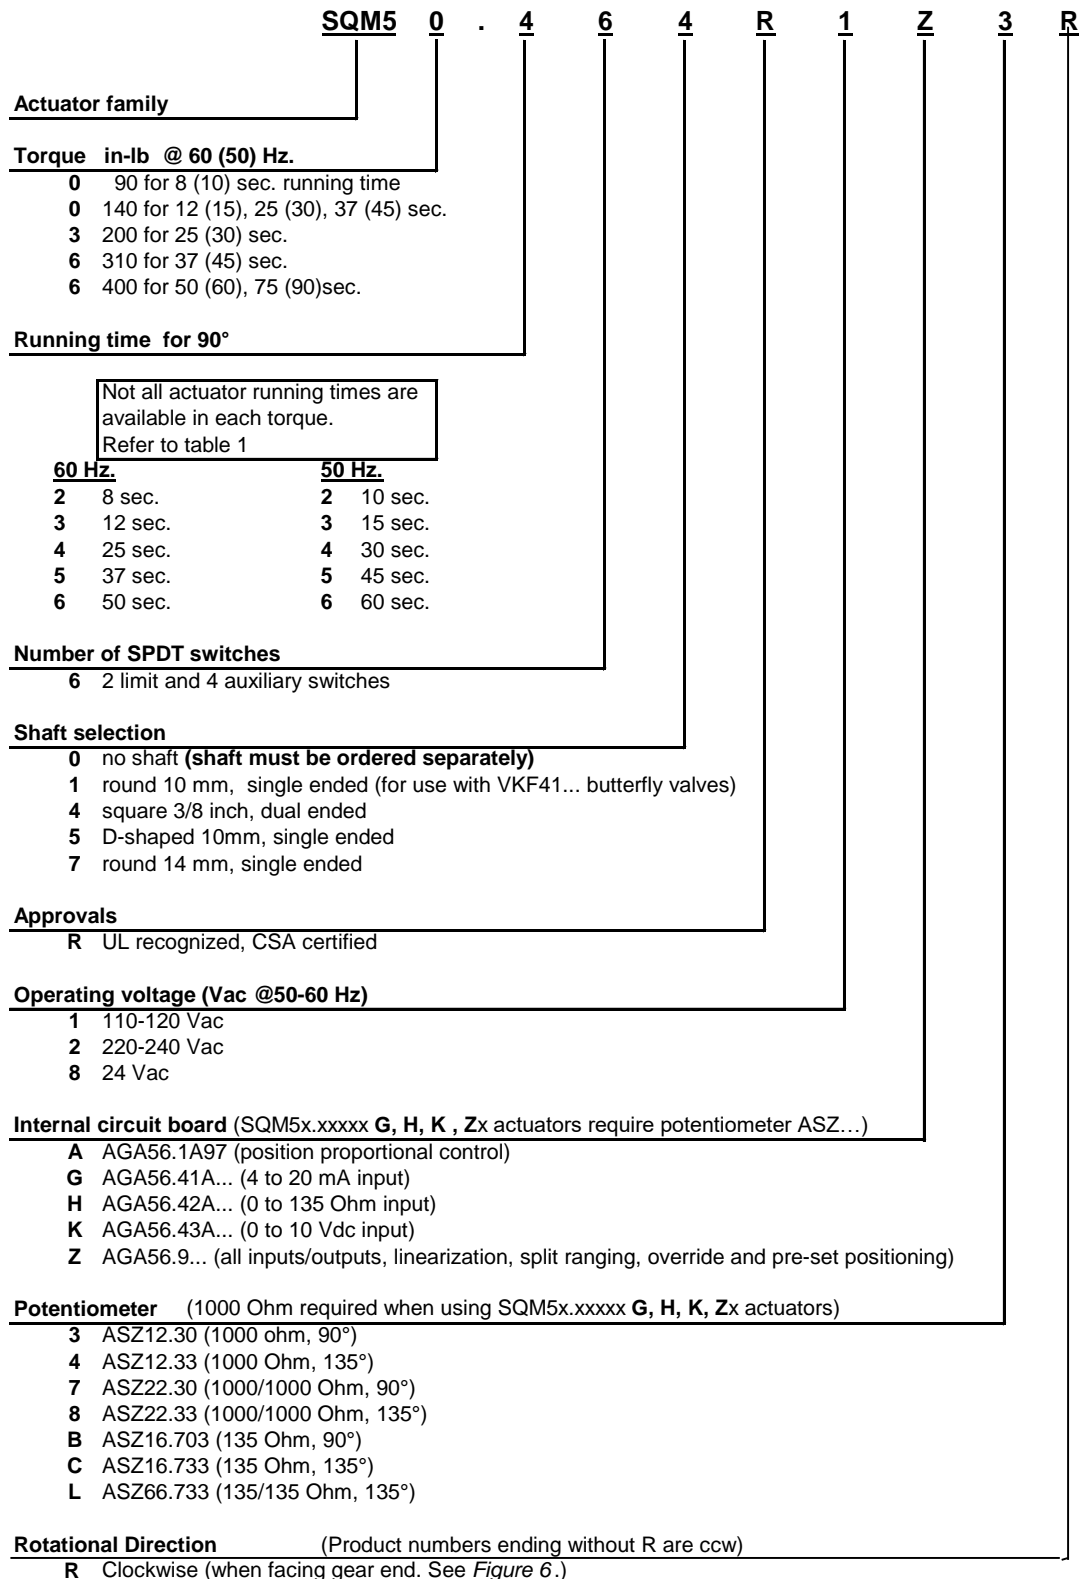 SQM5 0 . 4 6 4 R 1 Z 3 R
Actuator family
Torque in-lb @ 60 (50) Hz.
0 90 for 8 (10) sec. running time
0 140 for 12 (15), 25 (30), 37 (45) sec.
3 200 for 25 (30) sec.
6 310 for 37 (45) sec.
6 400 for 50 (60), 75 (90)sec.
Running time for 90°
Not all actuator running times are
available in each torque.
Refer to table 1
60 Hz. 50 Hz.
2 8 sec. 2 10 sec.
3 12 sec. 3 15 sec.
4 25 sec. 4 30 sec.
5 37 sec. 5 45 sec.
6 50 sec. 6 60 sec.
Number of SPDT switches
6 2 limit and 4 auxiliary switches
Shaft selection
0 no shaft (shaft must be ordered separately)
1 round 10 mm, single ended (for use with VKF41... butterfly valves)
4 square 3/8 inch, dual ended
5 D-shaped 10mm, single ended
7 round 14 mm, single ended
Approvals
R UL recognized, CSA certified
Operating voltage (Vac @50-60 Hz)
1 110-120 Vac
2 220-240 Vac
8 24 Vac
Internal circuit board (SQM5x.xxxxx G, H, K , Zx actuators require potentiometer ASZ…)
A AGA56.1A97 (position proportional control)
G AGA56.41A... (4 to 20 mA input)
H AGA56.42A... (0 to 135 Ohm input)
K AGA56.43A... (0 to 10 Vdc input)
Z AGA56.9... (all inputs/outputs, linearization, split ranging, override and pre-set positioning)
Potentiometer (1000 Ohm required when using SQM5x.xxxxx G, H, K, Zx actuators)
3 ASZ12.30 (1000 ohm, 90°)
4 ASZ12.33 (1000 Ohm, 135°)
7 ASZ22.30 (1000/1000 Ohm, 90°)
8 ASZ22.33 (1000/1000 Ohm, 135°)
B ASZ16.703 (135 Ohm, 90°)
C ASZ16.733 (135 Ohm, 135°)
L ASZ66.733 (135/135 Ohm, 135°)
Rotational Direction (Product numbers ending without R are ccw)
R Clockwise (when facing gear end. See Figure 6.)